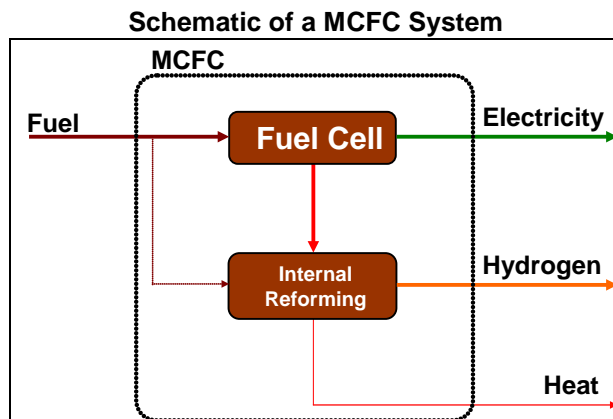 Schematic of a MCFC System
MCFC
Fuel
Fuel Cell
Electricity
Internal
Reforming
Hydrogen
Heat